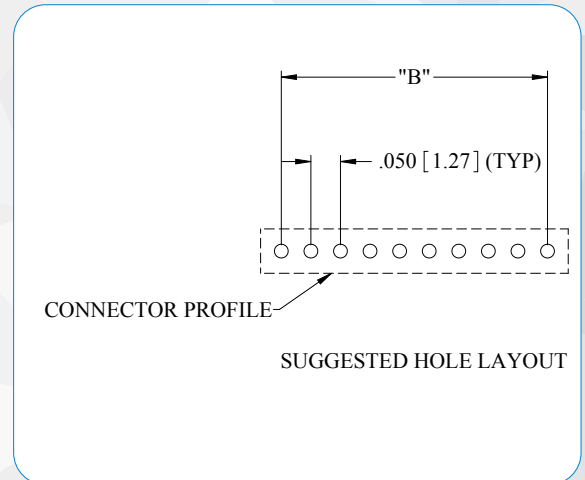 "B"
.050 [1.27] (TYP)
CONNECTOR PROFILE
SUGGESTED HOLE LAYOUT